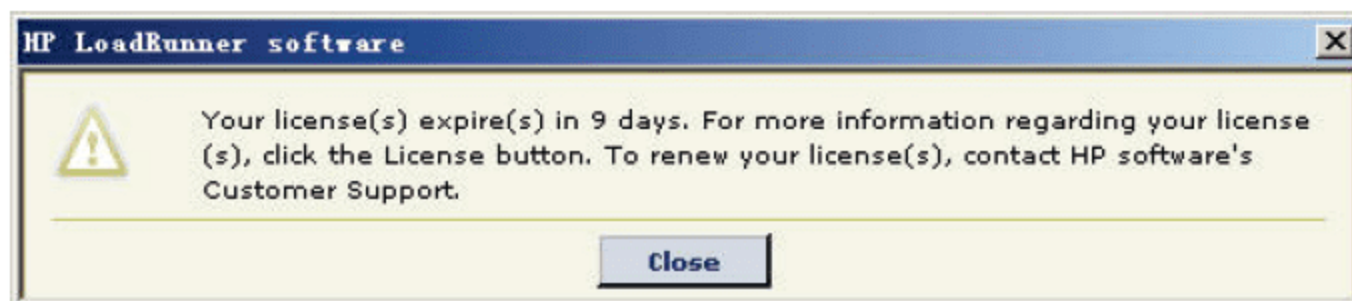 HP LoadRunner software
Your license(s) expire(s) in 9 days. For more information regarding your license
(s), click the License button. To renew your license(s), contact HP software's
Customer Support.
Close